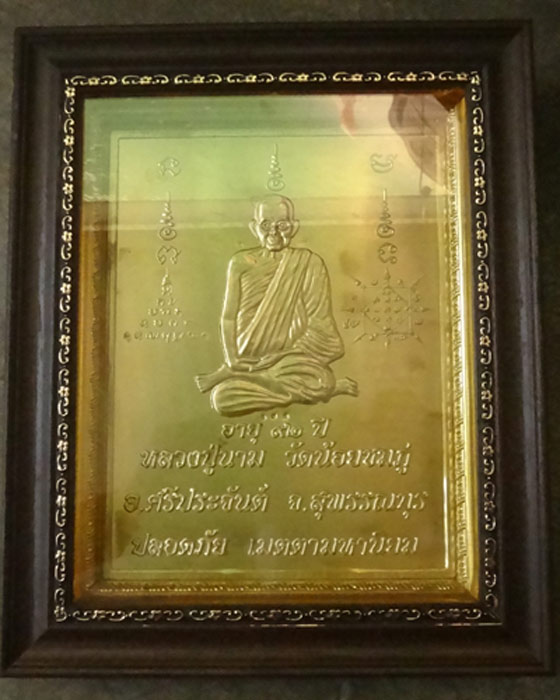 อายุ ๙๒ ปี
หลวงปู่นาม วัดน้อยชมภู่
อ.ศรีประจันต์ จ.สุพรรณบุรี
ปลอดภัย เมตตามหานิยม